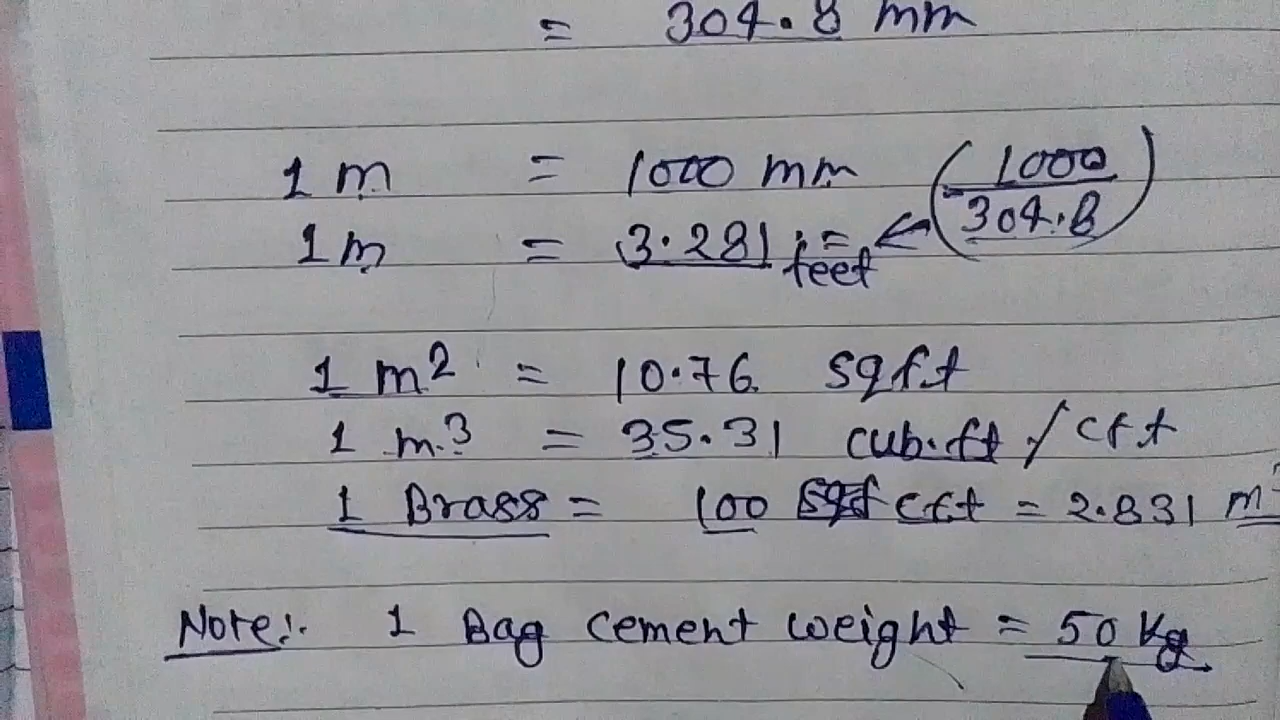 = 304.8 mm
1 m = 1000 mm (1000/304.8)
1 m = 3.281 feet ←
1 m² = 10.76 sqft
1 m³ = 35.31 cub.ft / cft
1 Brass = 100 cft = 2.831 m³
Note:- 1 Bag cement weight = 50 Kg